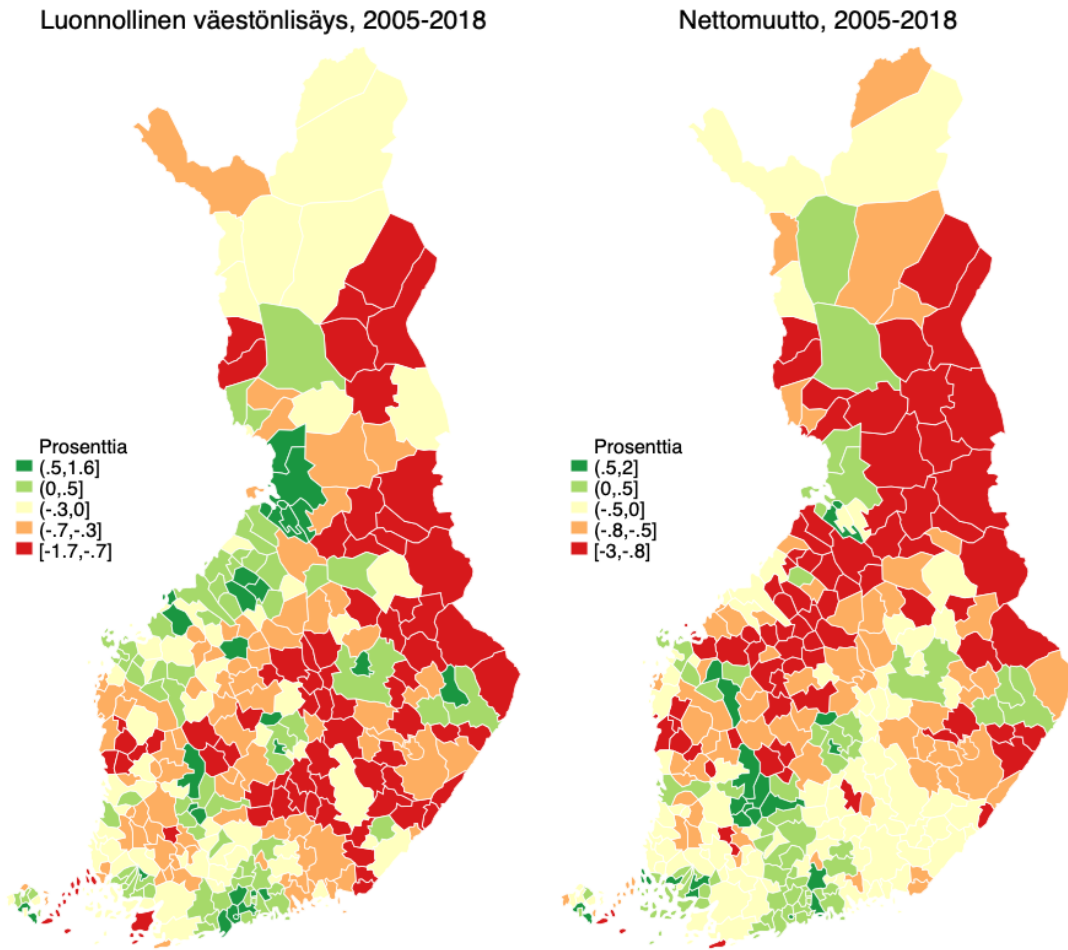 Luonnollinen väestönlisäys, 2005-2018
Nettomuutto, 2005-2018
Prosenttia
(.5,1.6]
(0,.5]
(-.3,0]
(-.7,-.3]
[-1.7,-.7]
Prosenttia
(.5,2]
(0,.5]
(-.5,0]
(-.8,-.5]
[-3,-.8]